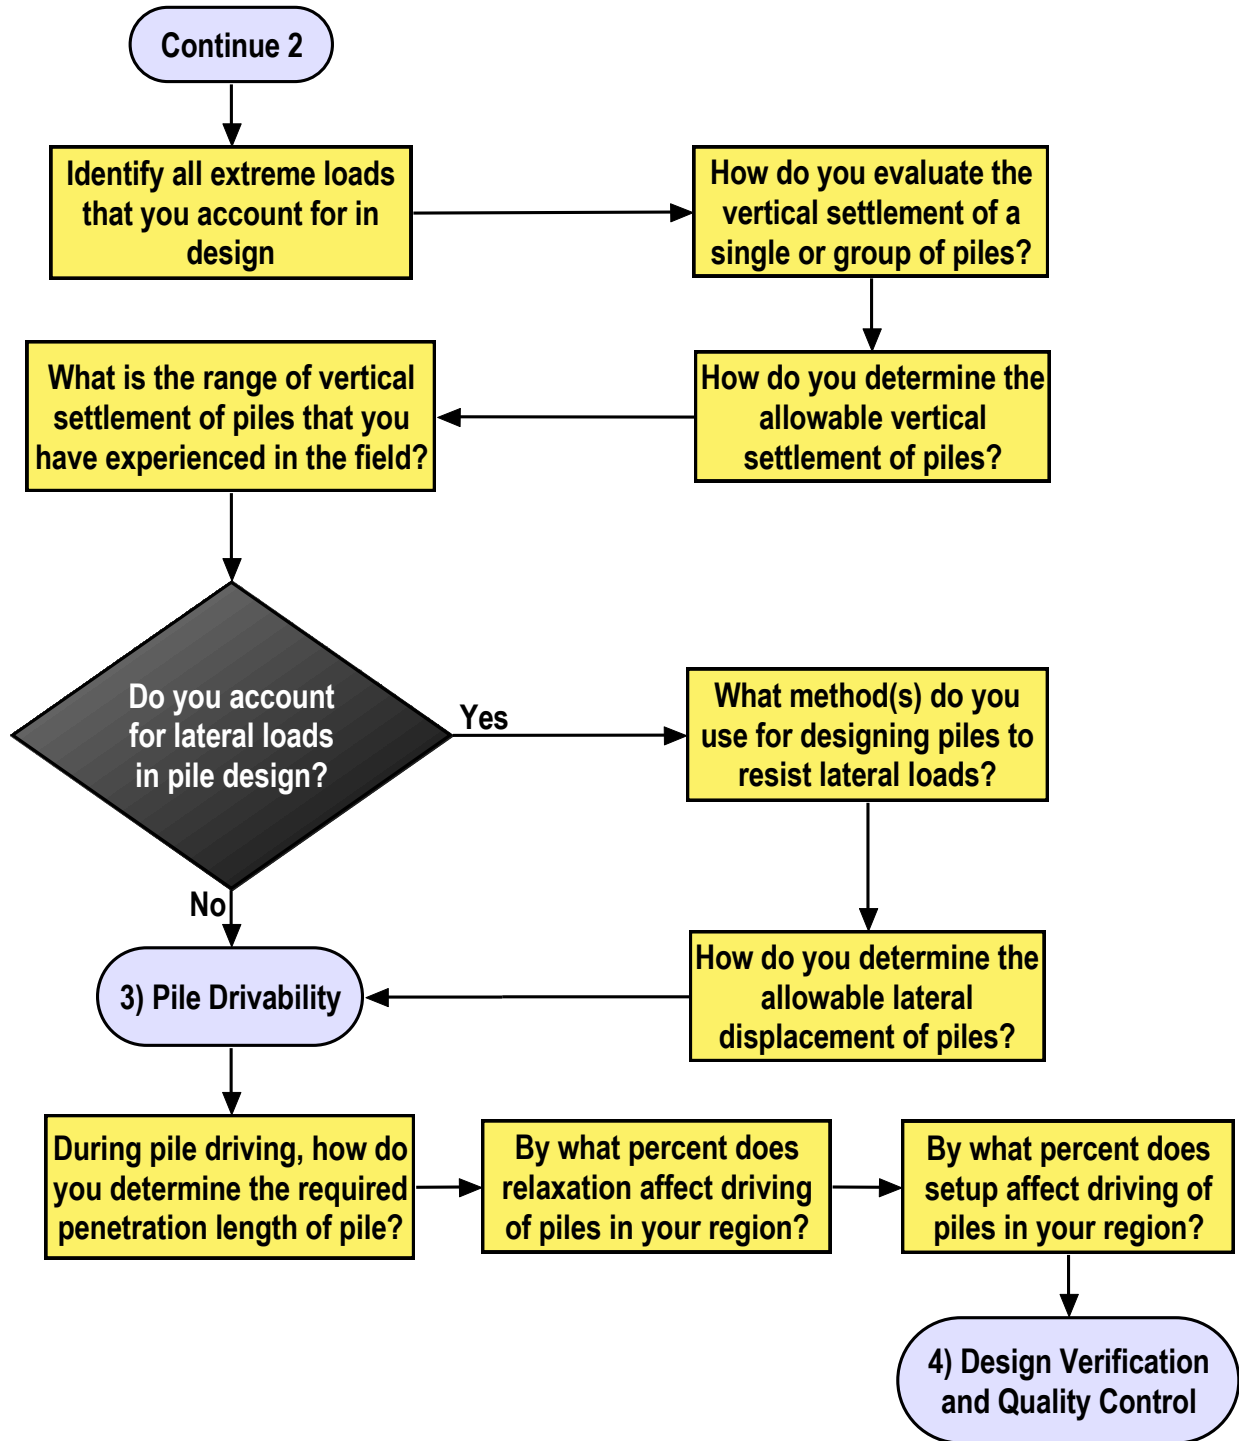 Continue 2
Identify all extreme loads
that you account for in
design
How do you evaluate the
vertical settlement of a
single or group of piles?
How do you determine the
allowable vertical
settlement of piles?
What is the range of vertical
settlement of piles that you
have experienced in the field?
Do you account
for lateral loads
in pile design?
Yes
What method(s) do you
use for designing piles to
resist lateral loads?
How do you determine the
allowable lateral
displacement of piles?
No
3) Pile Drivability
During pile driving, how do
you determine the required
penetration length of pile?
By what percent does
relaxation affect driving
of piles in your region?
By what percent does
setup affect driving of
piles in your region?
4) Design Verification
and Quality Control